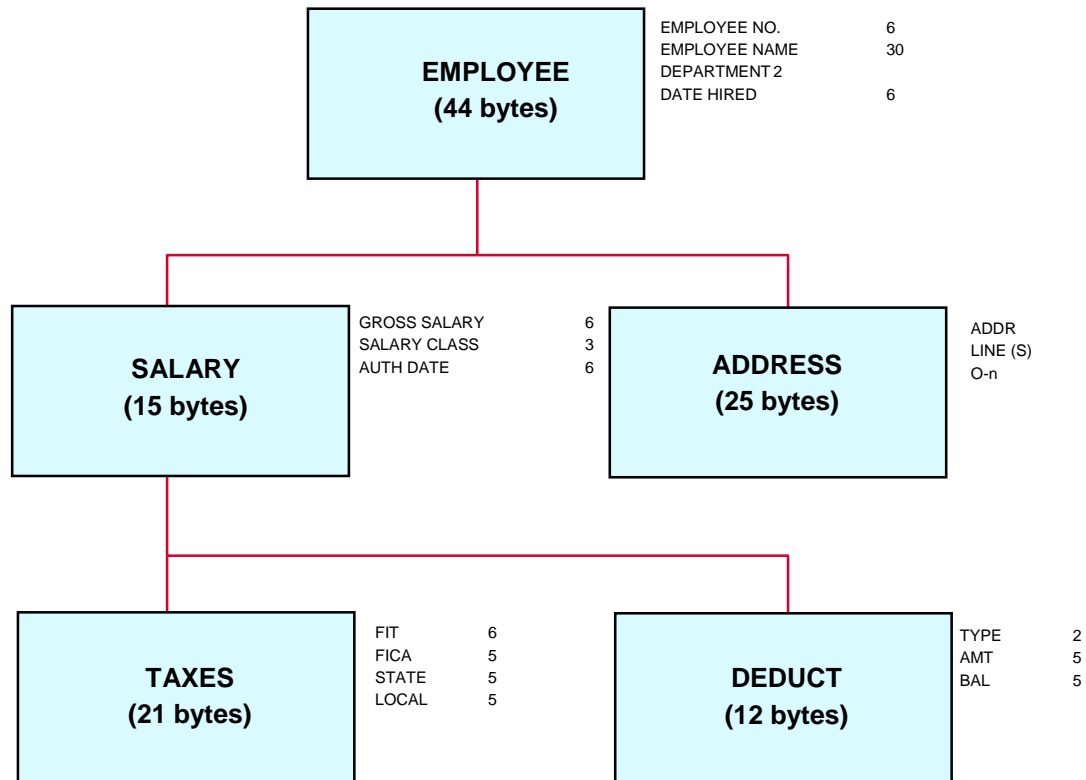 EMPLOYEE
(44 bytes)
EMPLOYEE NO. 6
EMPLOYEE NAME 30
DEPARTMENT 2
DATE HIRED 6
SALARY
(15 bytes)
GROSS SALARY 6
SALARY CLASS 3
AUTH DATE 6
ADDRESS
(25 bytes)
ADDR
LINE (S)
O-n
TAXES
(21 bytes)
FIT 6
FICA 5
STATE 5
LOCAL 5
DEDUCT
(12 bytes)
TYPE 2
AMT 5
BAL 5